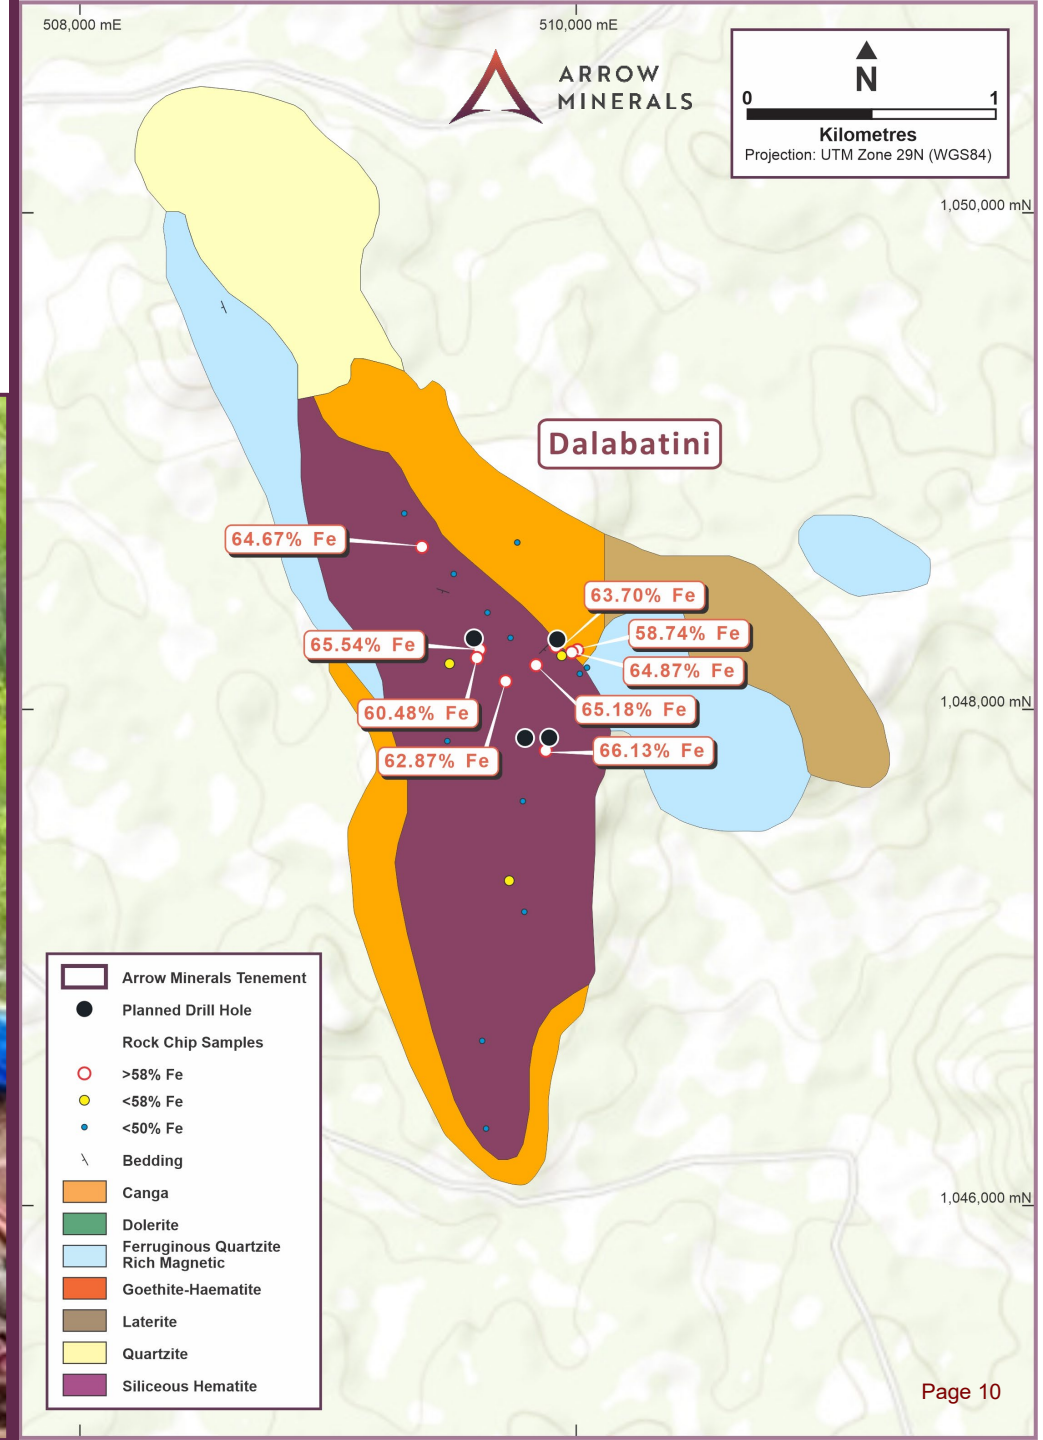 508,000 mE
510,000 mE
ARROW
MINERALS
N
0 1
Kilometres
Projection: UTM Zone 29N (WGS84)
1,050,000 mN
Dalabatini
64.67% Fe
63.70% Fe
58.74% Fe
65.54% Fe
64.87% Fe
1,048,000 mN
60.48% Fe
65.18% Fe
62.87% Fe
66.13% Fe
Arrow Minerals Tenement
Planned Drill Hole
Rock Chip Samples
>58% Fe
<58% Fe
<50% Fe
Bedding
Canga
Dolerite
Ferruginous Quartzite
Rich Magnetic
Goethite-Haematite
Laterite
Quartzite
Siliceous Hematite
1,046,000 mN
Page 10